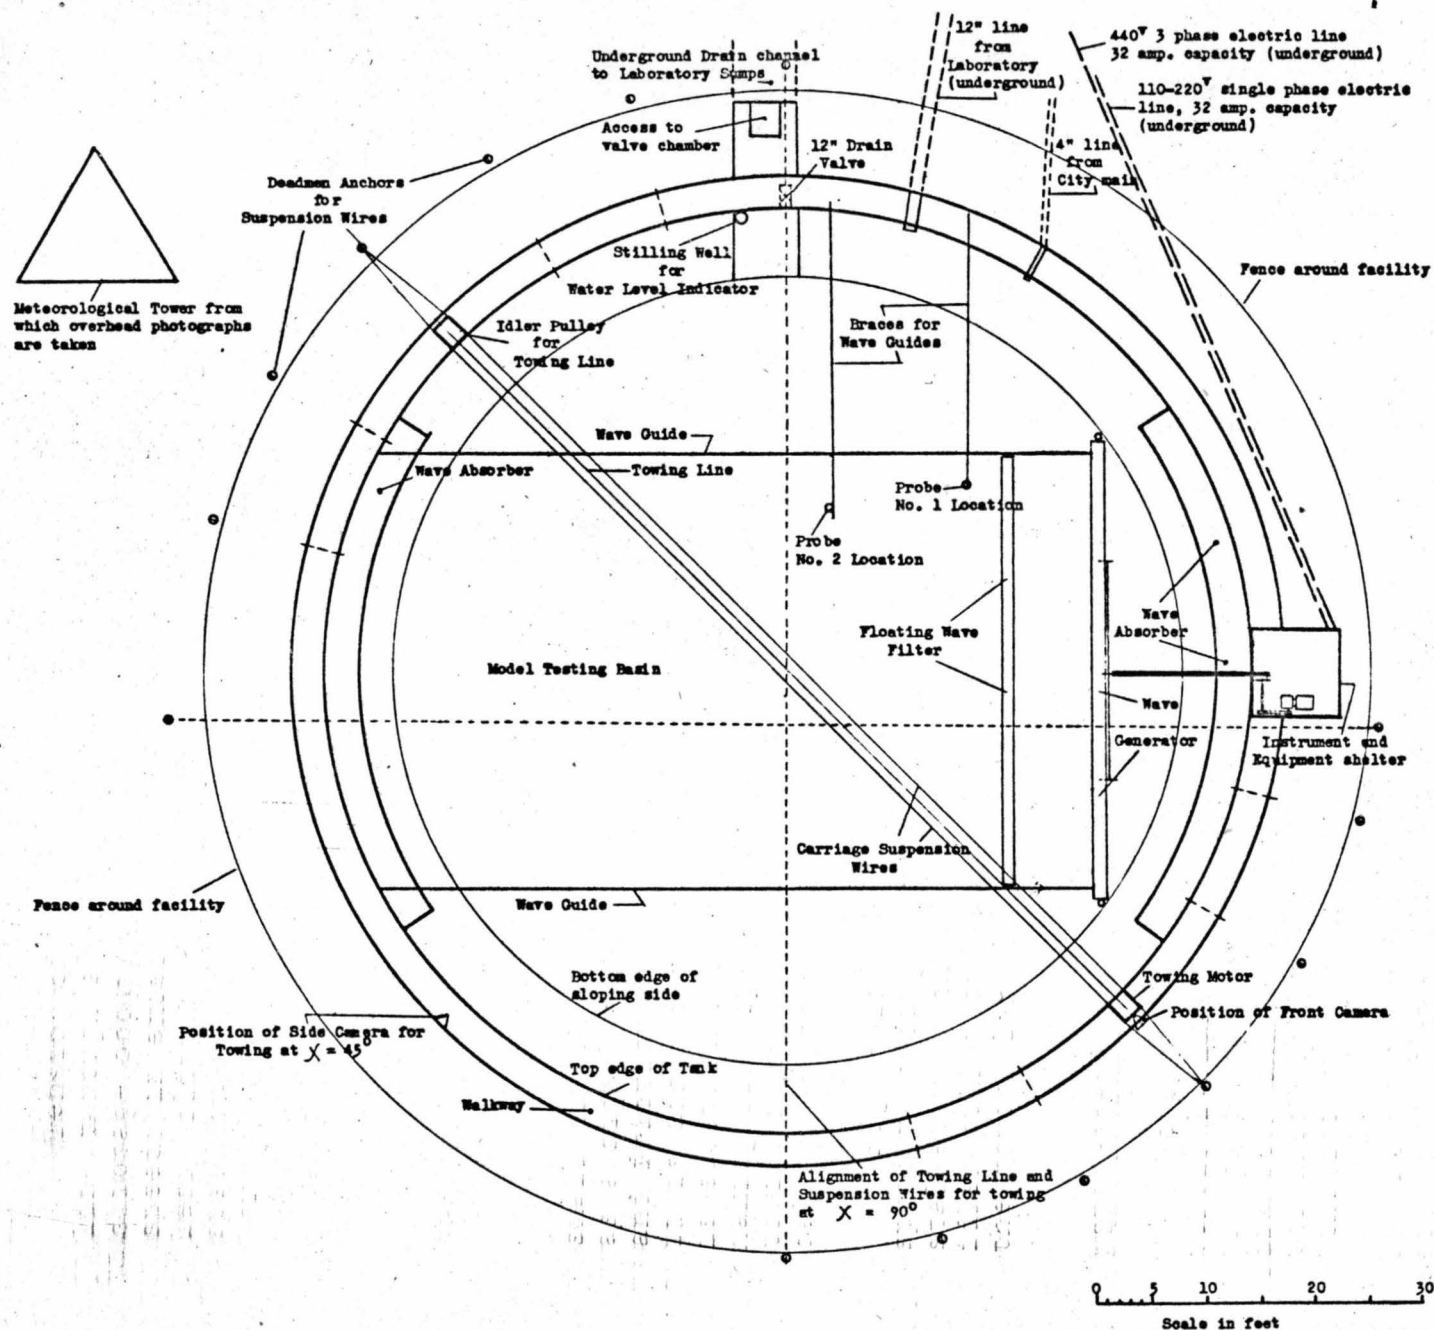 Underground Drain channel
to Laboratory Sumps
12" line
from
Laboratory
(underground)
440V 3 phase electric line
32 amp. capacity (underground)
110-220V single phase electric
line, 32 amp. capacity
(underground)
Access to
valve chamber
12" Drain
Valve
4" line
from
City main
Deadmen Anchors
for
Suspension Wires
Stilling Well
for
Water Level Indicator
Fence around facility
Meteorological Tower from
which overhead photographs
are taken
Idler Pulley
for
Towing Line
Braces for
Wave Guides
Wave Guide
Wave Absorber
Towing Line
Probe
No. 1 Location
Probe
No. 2 Location
Floating Wave
Filter
Wave
Absorber
Model Testing Basin
Wave
Generator
Instrument and
Equipment shelter
Carriage Suspension
Wires
Fence around facility
Wave Guide
Bottom edge of
sloping side
Towing Motor
Position of Front Camera
Position of Side Camera for
Towing at χ = 45°
Top edge of Tank
Walkway
Alignment of Towing Line and
Suspension Wires for towing
at χ = 90°
0 5 10 20 30
Scale in feet